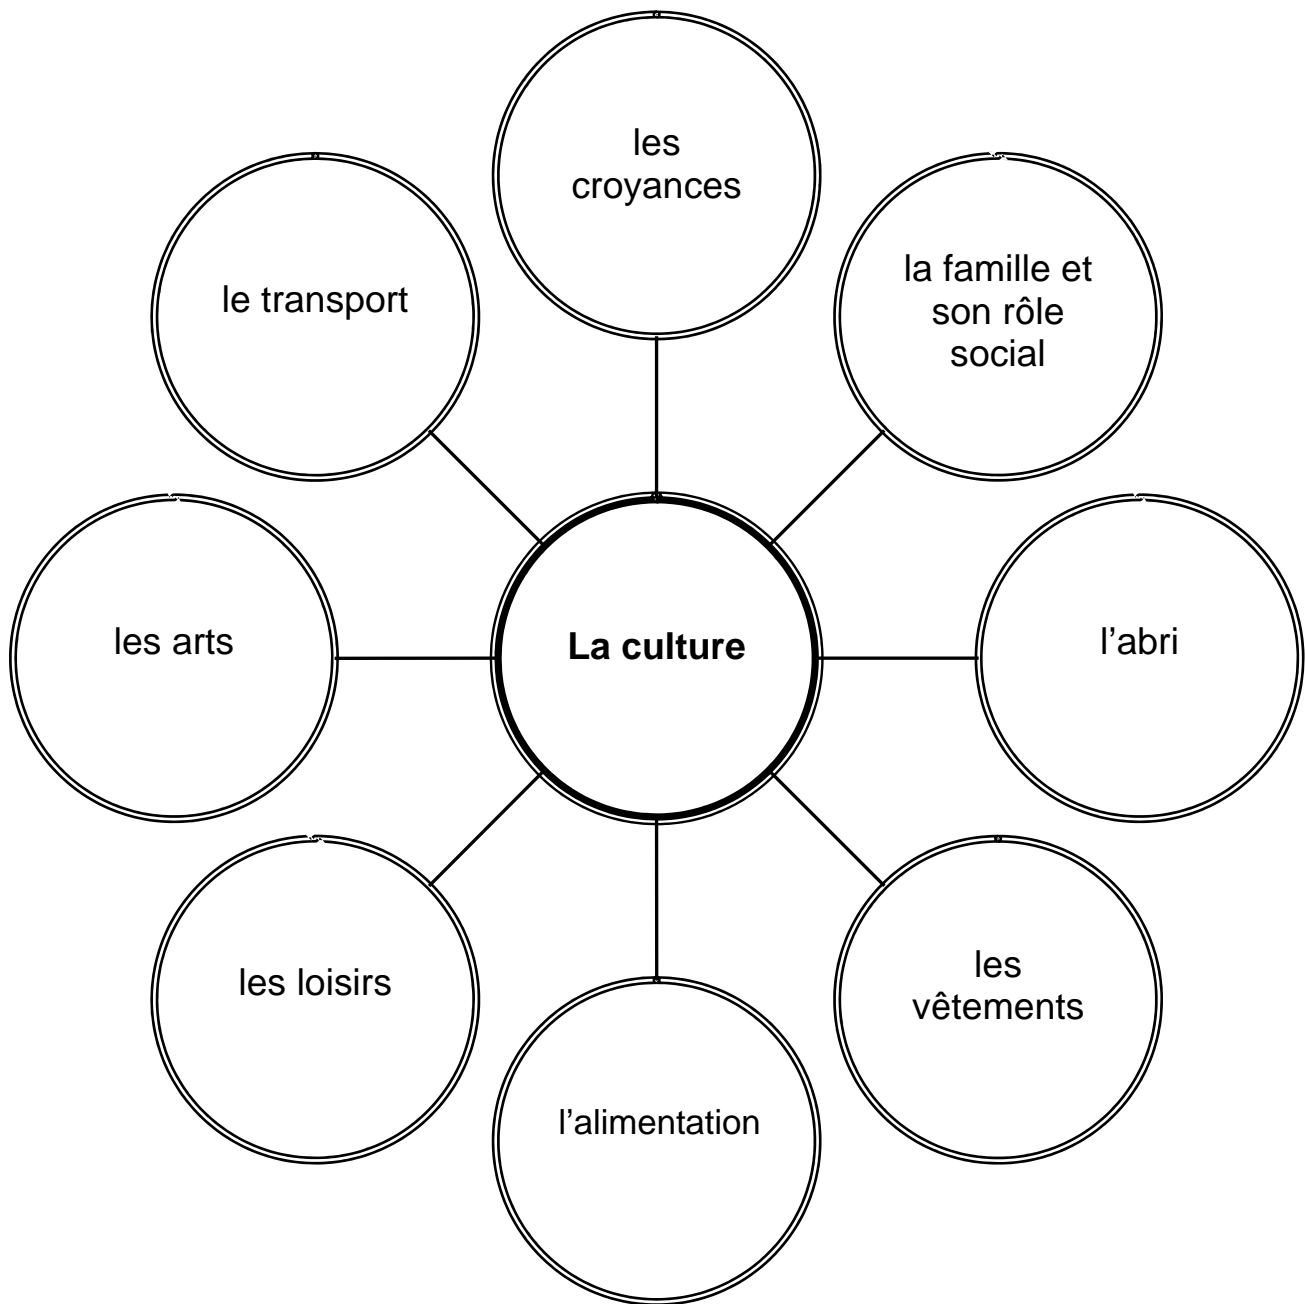 les
croyances
la famille et
son rôle
social
le transport
les arts
La culture
l’abri
les loisirs
les
vêtements
l’alimentation